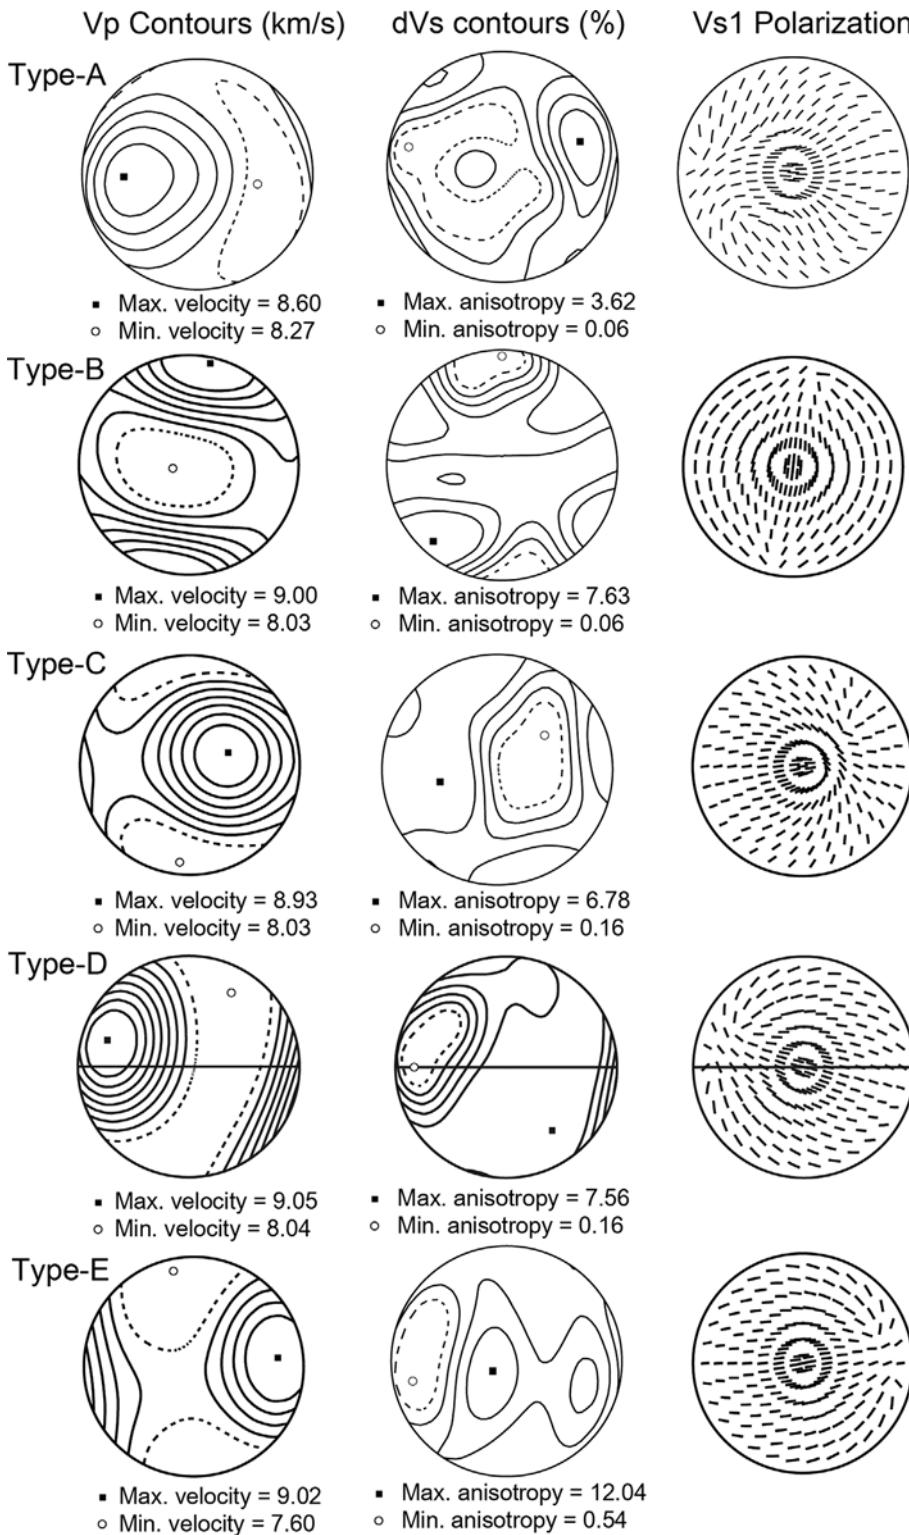 Vp Contours (km/s) dVs contours (%) Vs1 Polarization
Type-A
■ Max. velocity = 8.60 ■ Max. anisotropy = 3.62
○ Min. velocity = 8.27 ○ Min. anisotropy = 0.06
Type-B
■ Max. velocity = 9.00 ■ Max. anisotropy = 7.63
○ Min. velocity = 8.03 ○ Min. anisotropy = 0.06
Type-C
■ Max. velocity = 8.93 ■ Max. anisotropy = 6.78
○ Min. velocity = 8.03 ○ Min. anisotropy = 0.16
Type-D
■ Max. velocity = 9.05 ■ Max. anisotropy = 7.56
○ Min. velocity = 8.04 ○ Min. anisotropy = 0.16
Type-E
■ Max. velocity = 9.02 ■ Max. anisotropy = 12.04
○ Min. velocity = 7.60 ○ Min. anisotropy = 0.54